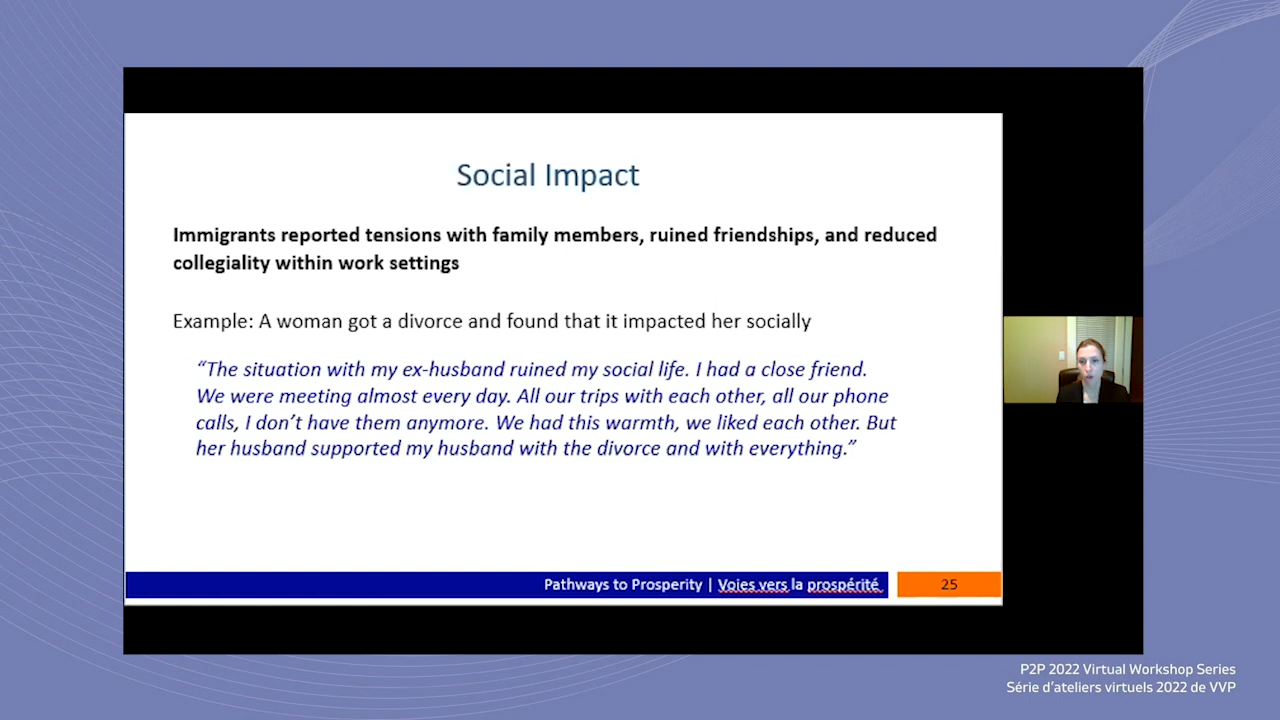 Social Impact
Immigrants reported tensions with family members, ruined friendships, and reduced
collegiality within work settings
Example: A woman got a divorce and found that it impacted her socially
“The situation with my ex-husband ruined my social life. I had a close friend.
We were meeting almost every day. All our trips with each other, all our phone
calls, I don’t have them anymore. We had this warmth, we liked each other. But
her husband supported my husband with the divorce and with everything.”
Pathways to Prosperity | Voies vers la prospérité
25
P2P 2022 Virtual Workshop Series
Série d’ateliers virtuels 2022 de VVP